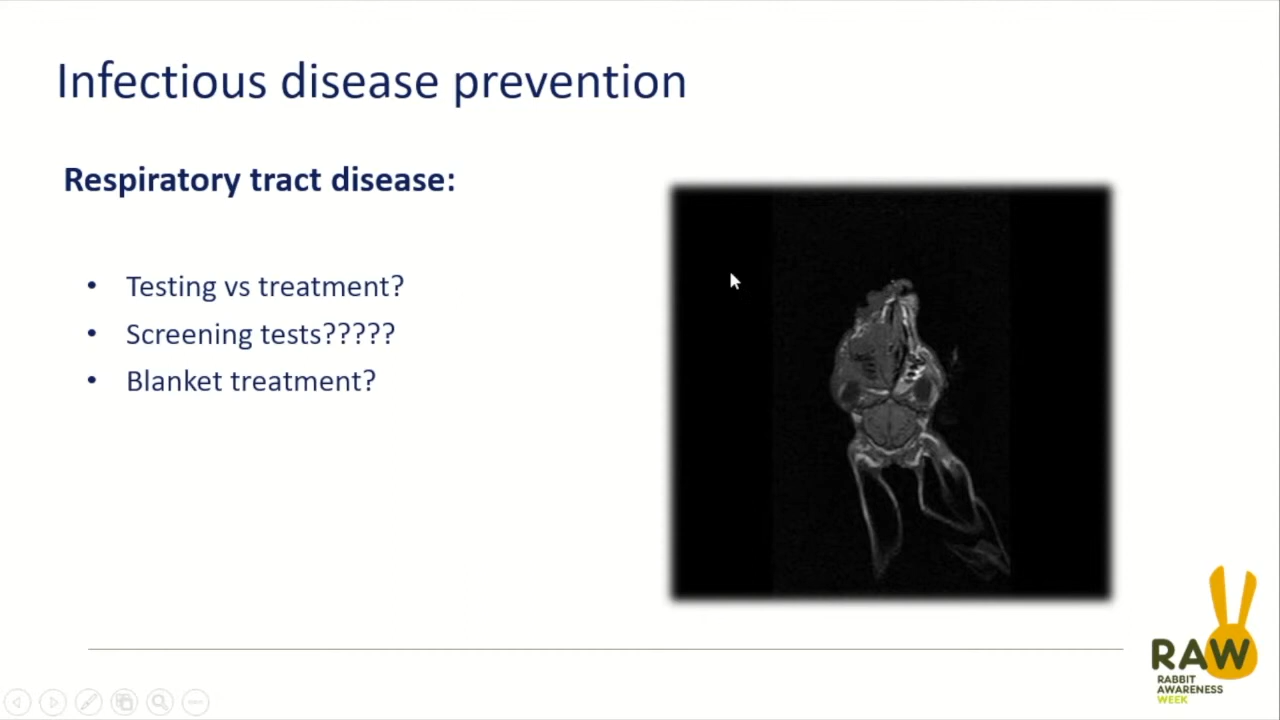 Infectious disease prevention
Respiratory tract disease:
• Testing vs treatment?
• Screening tests?????
• Blanket treatment?
RAW
RABBIT
AWARENESS
WEEK